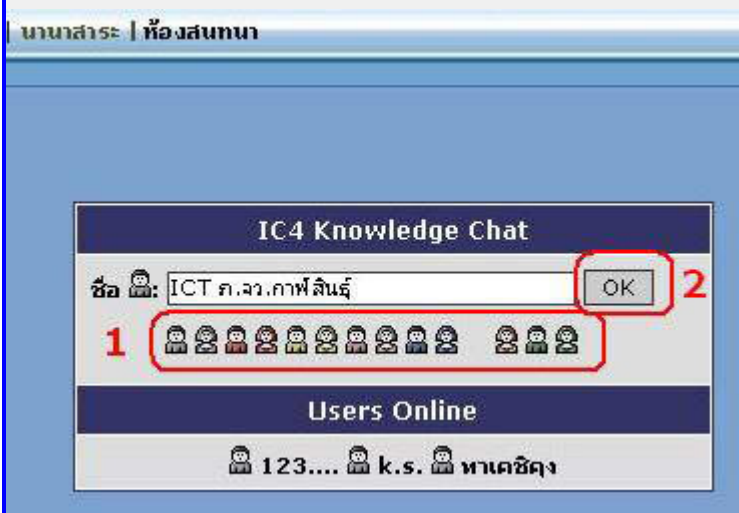 | นานาสาระ | ห้องสนทนา
IC4 Knowledge Chat
ชื่อ : ICT ภ.จว.กาฬสินธุ์ OK 2
1
Users Online
123.... k.s. หาเคชิคุง